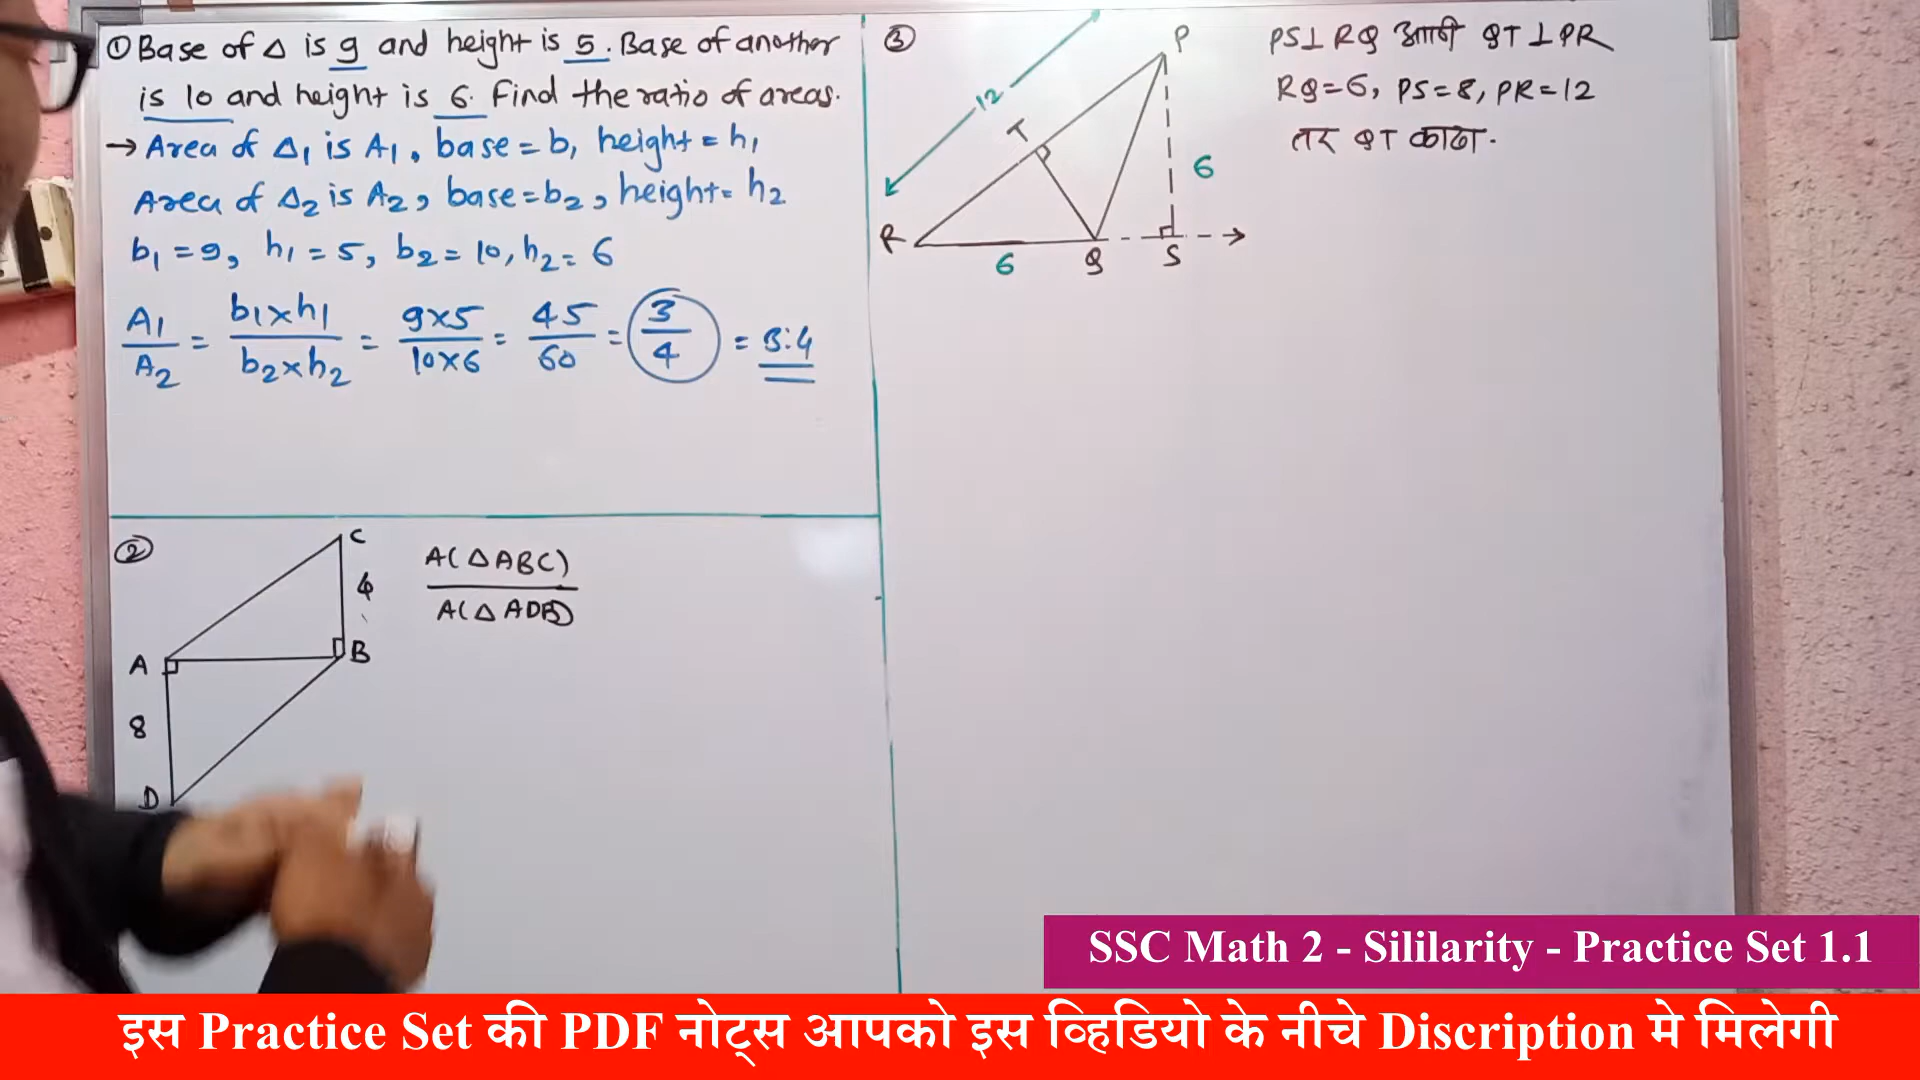 ① Base of Δ is 9 and height is 5. Base of another
is 10 and height is 6. Find the ratio of areas.
→ Area of Δ1 is A1, base = b1 height = h1
Area of Δ2 is A2, base = b2, height = h2
b1 = 9, h1 = 5, b2 = 10, h2 = 6
A1/A2 = b1×h1/b2×h2 = 9×5/10×6 = 45/60 = 3/4 = 3:4
②
C
4
A
B
8
D
A(ΔABC)
A(ΔADB)
③
P
12
T
6
R
6
Q
S
PS⊥RQ आणी QT⊥PR
RQ=6, PS=8, PR=12
तर QT काढा.
SSC Math 2 - Sililarity - Practice Set 1.1
इस Practice Set की PDF नोट्स आपको इस व्हिडियो के नीचे Discription मे मिलेगी